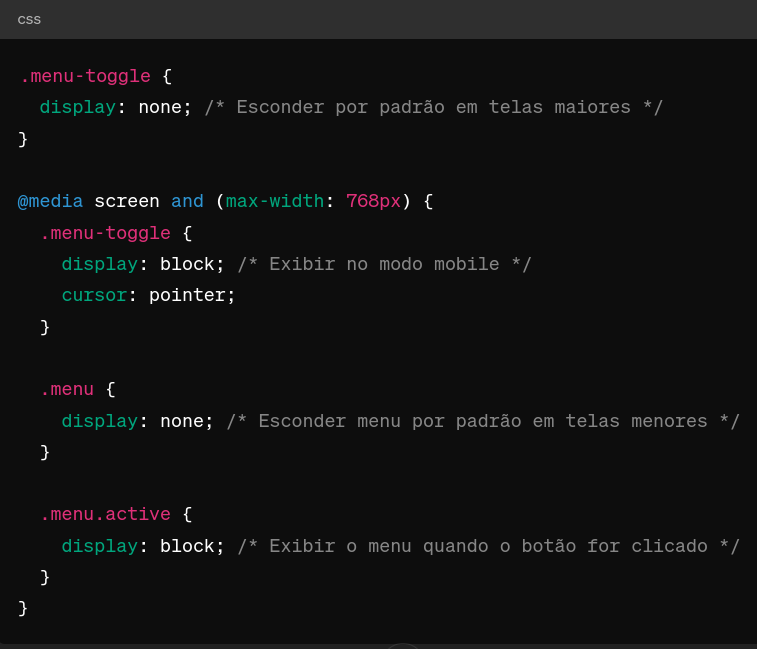 css
.menu-toggle {
display: none; /* Esconder por padrão em telas maiores */
}
@media screen and (max-width: 768px) {
.menu-toggle {
display: block; /* Exibir no modo mobile */
cursor: pointer;
}
.menu {
display: none; /* Esconder menu por padrão em telas menores */
}
.menu.active {
display: block; /* Exibir o menu quando o botão for clicado */
}
}